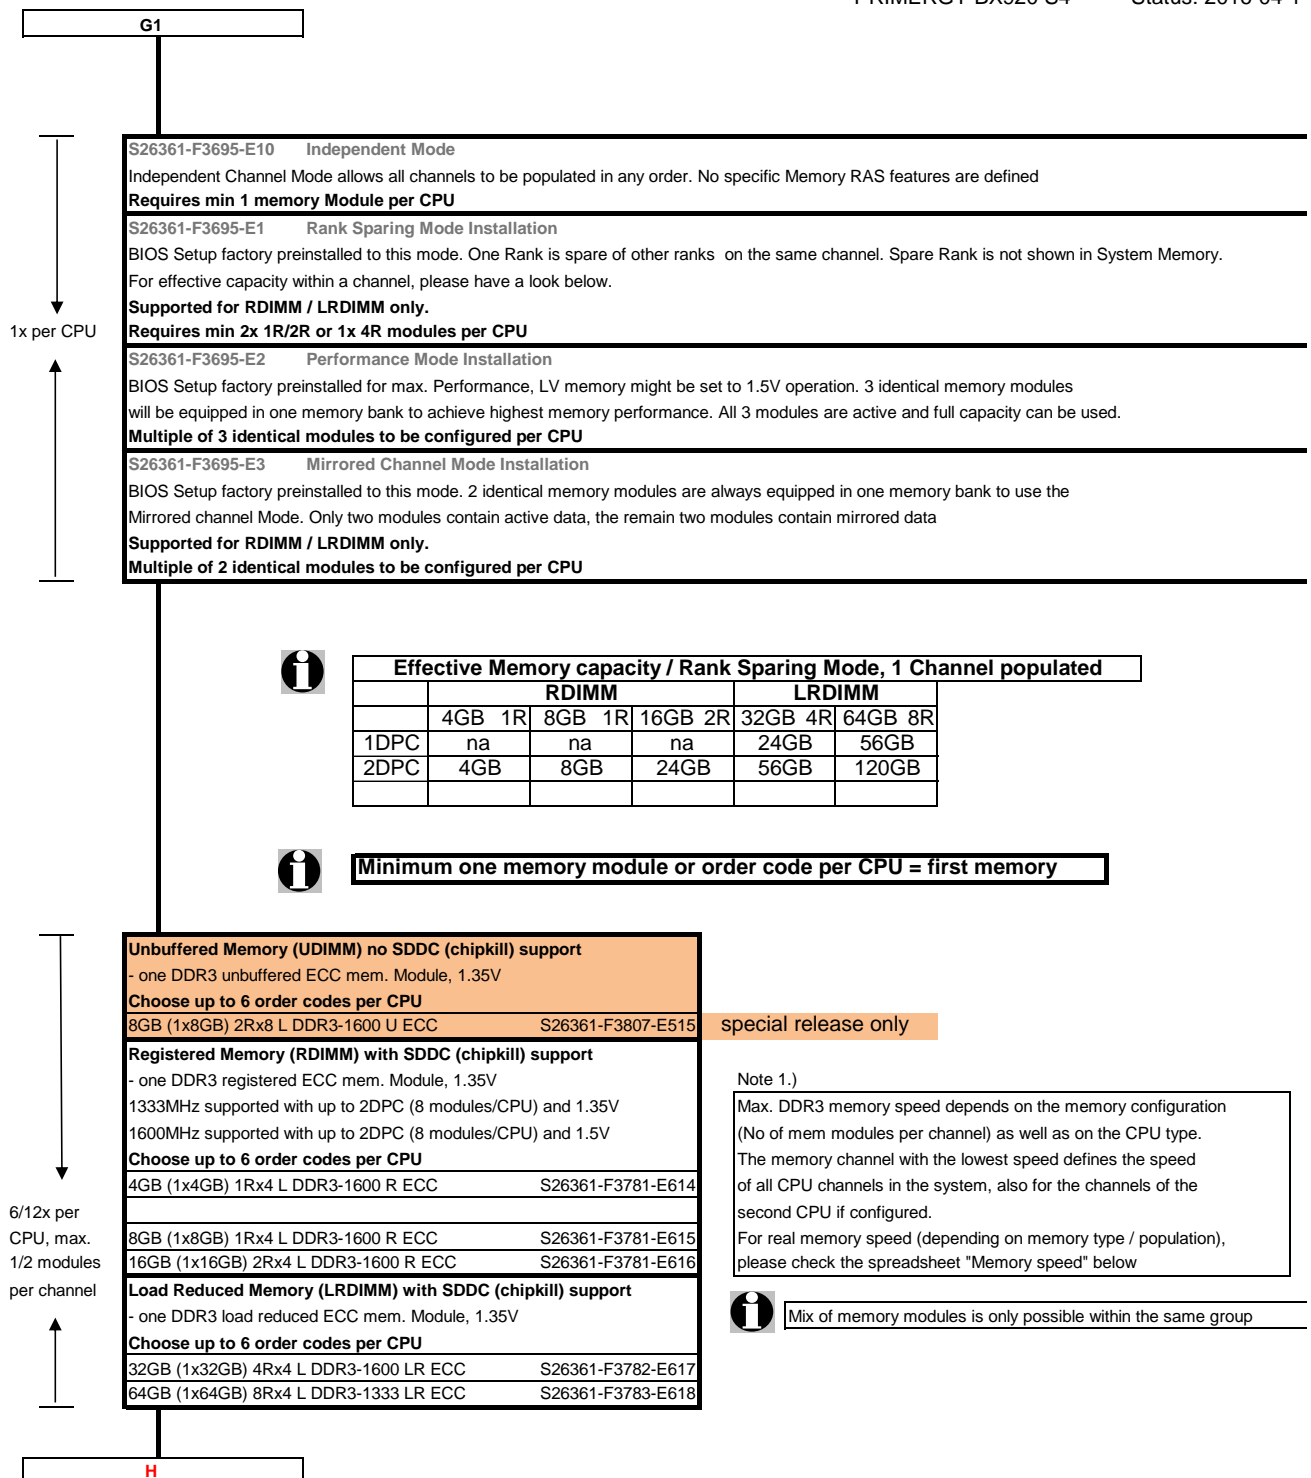 G1
S26361-F3695-E10 Independent Mode
Independent Channel Mode allows all channels to be populated in any order. No specific Memory RAS features are defined
Requires min 1 memory Module per CPU
S26361-F3695-E1 Rank Sparing Mode Installation
BIOS Setup factory preinstalled to this mode. One Rank is spare of other ranks on the same channel. Spare Rank is not shown in System Memory.
For effective capacity within a channel, please have a look below.
Supported for RDIMM / LRDIMM only.
1x per CPU
Requires min 2x 1R/2R or 1x 4R modules per CPU
S26361-F3695-E2 Performance Mode Installation
BIOS Setup factory preinstalled for max. Performance, LV memory might be set to 1.5V operation. 3 identical memory modules
will be equipped in one memory bank to achieve highest memory performance. All 3 modules are active and full capacity can be used.
Multiple of 3 identical modules to be configured per CPU
S26361-F3695-E3 Mirrored Channel Mode Installation
BIOS Setup factory preinstalled to this mode. 2 identical memory modules are always equipped in one memory bank to use the
Mirrored channel Mode. Only two modules contain active data, the remain two modules contain mirrored data
Supported for RDIMM / LRDIMM only.
Multiple of 2 identical modules to be configured per CPU
Effective Memory capacity / Rank Sparing Mode, 1 Channel populated
RDIMM LRDIMM
4GB 1R 8GB 1R 16GB 2R 32GB 4R 64GB 8R
1DPC na na na 24GB 56GB
2DPC 4GB 8GB 24GB 56GB 120GB
Minimum one memory module or order code per CPU = first memory
Unbuffered Memory (UDIMM) no SDDC (chipkill) support
- one DDR3 unbuffered ECC mem. Module, 1.35V
Choose up to 6 order codes per CPU
8GB (1x8GB) 2Rx8 L DDR3-1600 U ECC S26361-F3807-E515 special release only
Registered Memory (RDIMM) with SDDC (chipkill) support
- one DDR3 registered ECC mem. Module, 1.35V
1333MHz supported with up to 2DPC (8 modules/CPU) and 1.35V
1600MHz supported with up to 2DPC (8 modules/CPU) and 1.5V
Choose up to 6 order codes per CPU
4GB (1x4GB) 1Rx4 L DDR3-1600 R ECC S26361-F3781-E614
8GB (1x8GB) 1Rx4 L DDR3-1600 R ECC S26361-F3781-E615
16GB (1x16GB) 2Rx4 L DDR3-1600 R ECC S26361-F3781-E616
6/12x per
CPU, max.
1/2 modules
per channel
Load Reduced Memory (LRDIMM) with SDDC (chipkill) support
- one DDR3 load reduced ECC mem. Module, 1.35V
Choose up to 6 order codes per CPU
32GB (1x32GB) 4Rx4 L DDR3-1600 LR ECC S26361-F3782-E617
64GB (1x64GB) 8Rx4 L DDR3-1333 LR ECC S26361-F3783-E618
Note 1.)
Max. DDR3 memory speed depends on the memory configuration
(No of mem modules per channel) as well as on the CPU type.
The memory channel with the lowest speed defines the speed
of all CPU channels in the system, also for the channels of the
second CPU if configured.
For real memory speed (depending on memory type / population),
please check the spreadsheet "Memory speed" below
Mix of memory modules is only possible within the same group
H